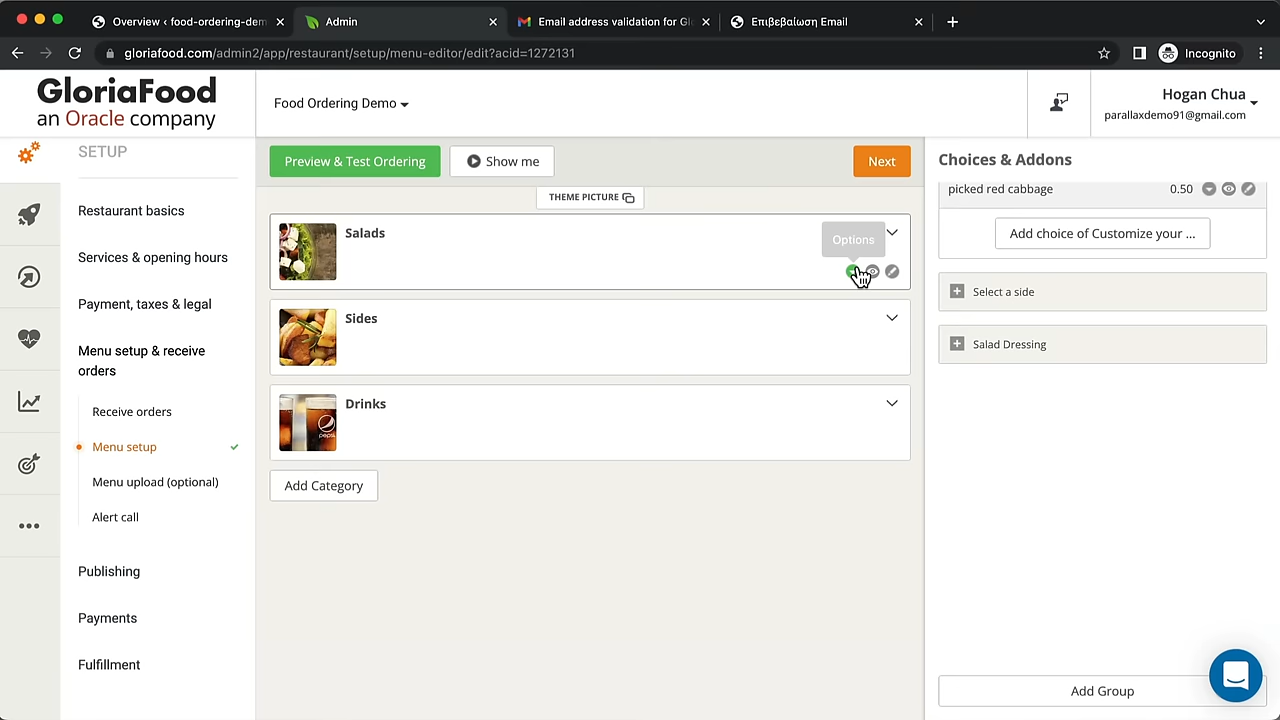 Overview ‹ food-ordering-dem
Admin
Email address validation for Gl
Επιβεβαίωση Email
gloriafood.com/admin2/app/restaurant/setup/menu-editor/edit?acid=1272131
Incognito
GloriaFood
an Oracle company
Food Ordering Demo
Hogan Chua
parallaxdemo91@gmail.com
SETUP
Restaurant basics
Services & opening hours
Payment, taxes & legal
Menu setup & receive
orders
Receive orders
Menu setup
Menu upload (optional)
Alert call
Publishing
Payments
Fulfillment
Preview & Test Ordering
Show me
Next
THEME PICTURE
Salads
Options
Sides
Drinks
pepsi
Add Category
Choices & Addons
picked red cabbage 0.50
Add choice of Customize your ...
Select a side
Salad Dressing
Add Group